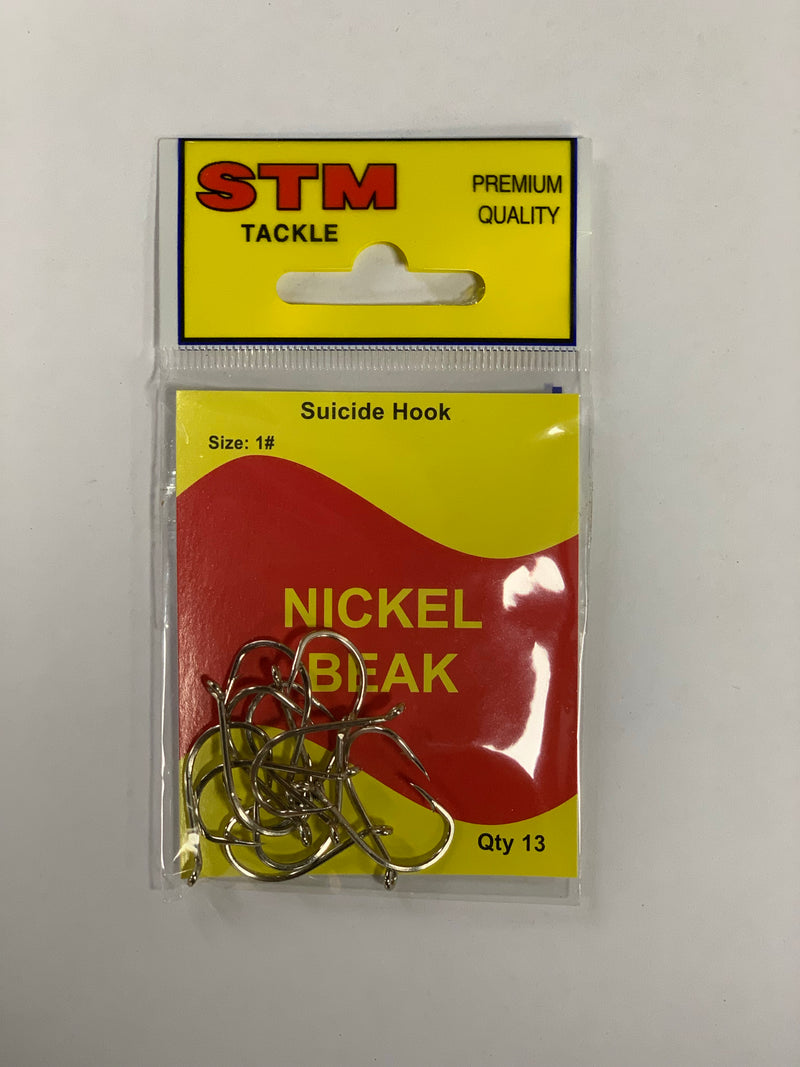 STM
TACKLE
PREMIUM
QUALITY
Suicide Hook
Size: 1#
NICKEL
BEAK
Qty 13